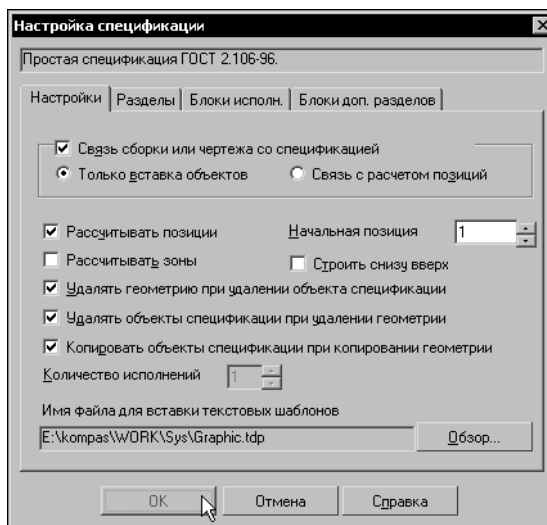 Настройка спецификации
Простая спецификация ГОСТ 2.106-96.
Настройки Разделы Блоки исполн. Блоки доп. разделов
Связь сборки или чертежа со спецификацией
Только вставка объектов Связь с расчетом позиций
Рассчитывать позиции Начальная позиция 1
Рассчитывать зоны Строить снизу вверх
Удалять геометрию при удалении объекта спецификации
Удалять объекты спецификации при удалении геометрии
Копировать объекты спецификации при копировании геометрии
Количество исполнений 1
Имя файла для вставки текстовых шаблонов
E:\kompas\WORK\Sys\Graphic.tdp Обзор...
OK Отмена Справка